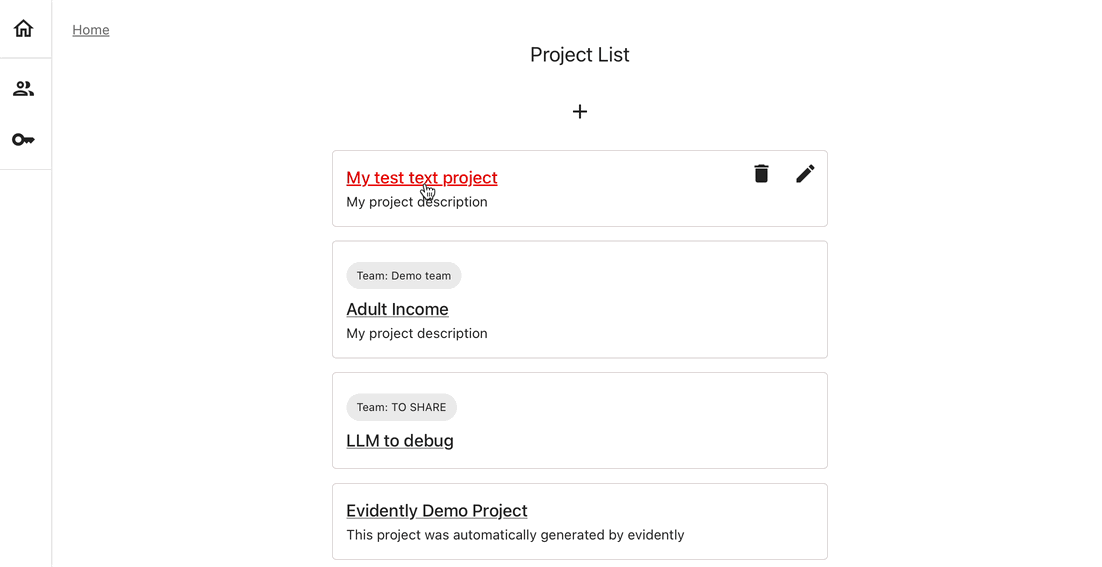 Home
Project List
My test text project
My project description
Team: Demo team
Adult Income
My project description
Team: TO SHARE
LLM to debug
Evidently Demo Project
This project was automatically generated by evidently